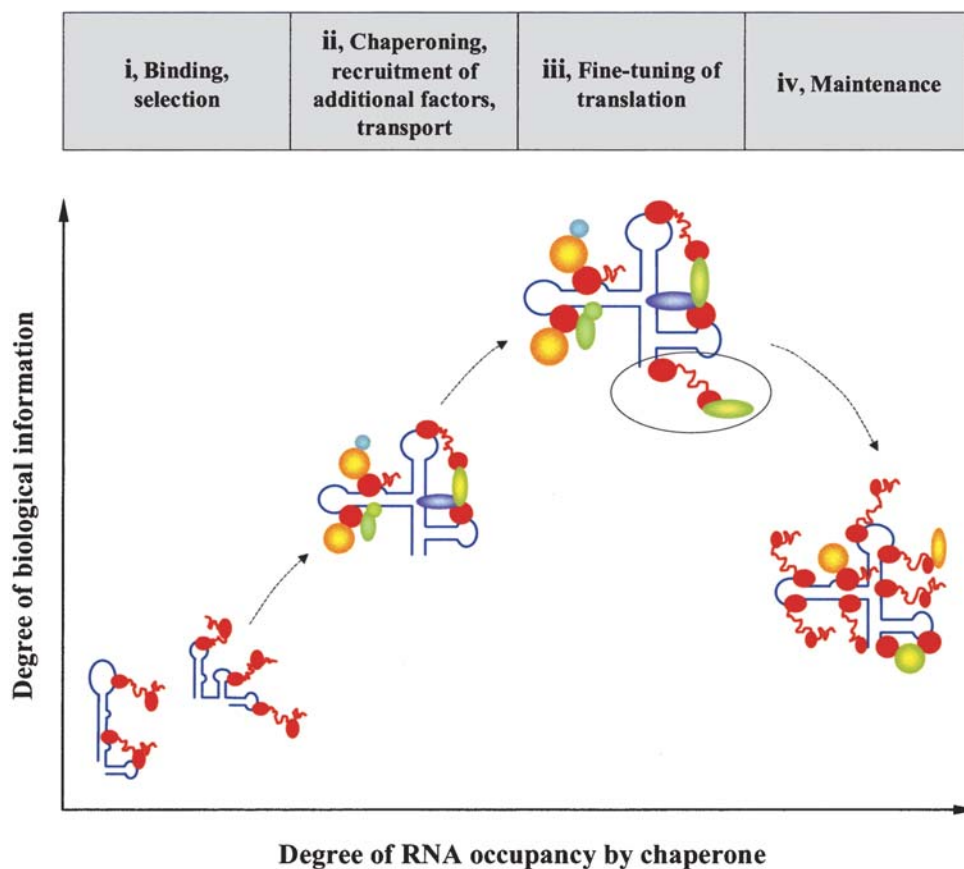 i, Binding,
selection
ii, Chaperoning,
recruitment of
additional factors,
transport
iii, Fine-tuning of
translation
iv, Maintenance
Degree of biological information
Degree of RNA occupancy by chaperone